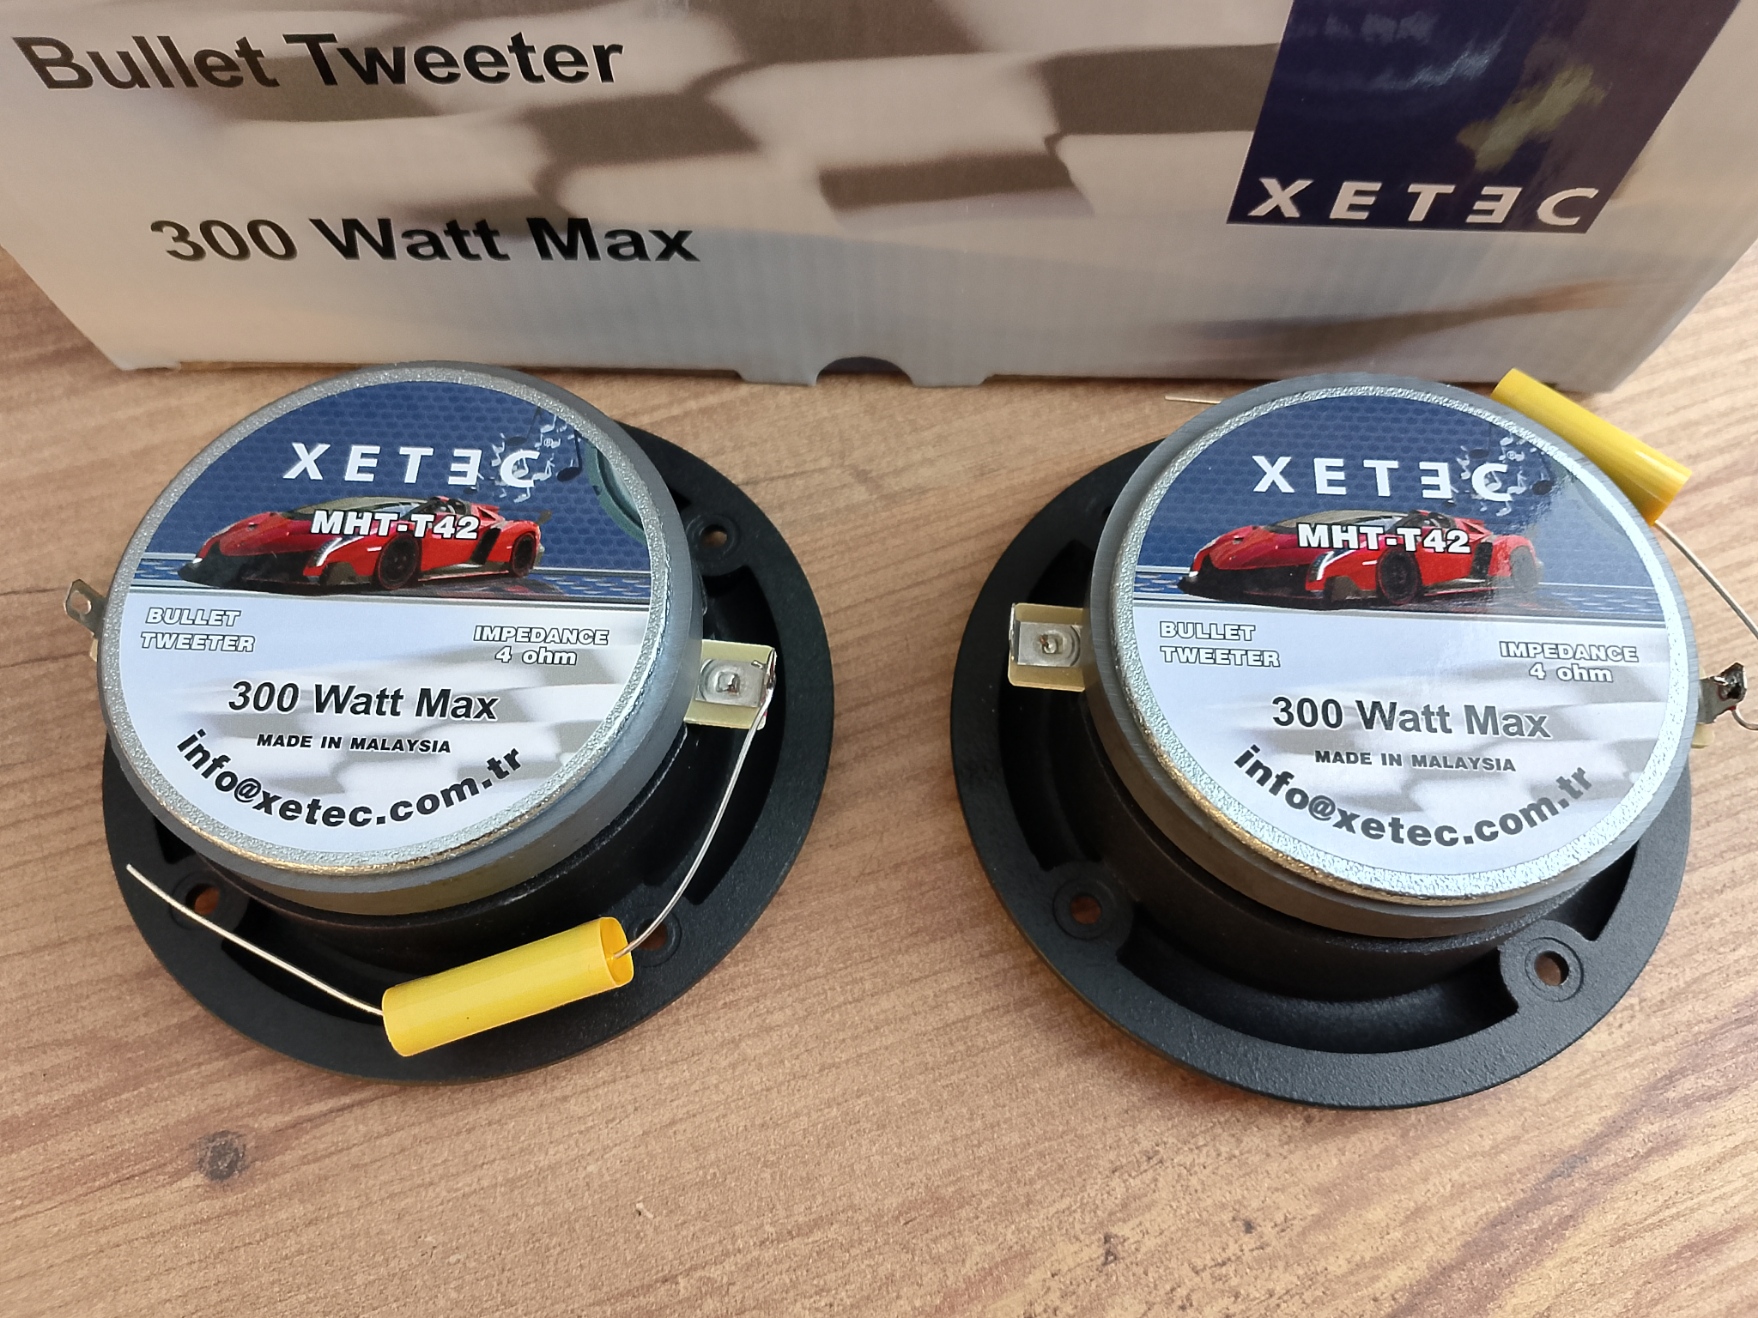 Bullet Tweeter
300 Watt Max
XETEC
XETEC
MHT-T42
BULLET
TWEETER
IMPEDANCE
4 ohm
300 Watt Max
MADE IN MALAYSIA
info@xetec.com.tr
XETEC
MHT-T42
BULLET
TWEETER
IMPEDANCE
4 ohm
300 Watt Max
MADE IN MALAYSIA
info@xetec.com.tr